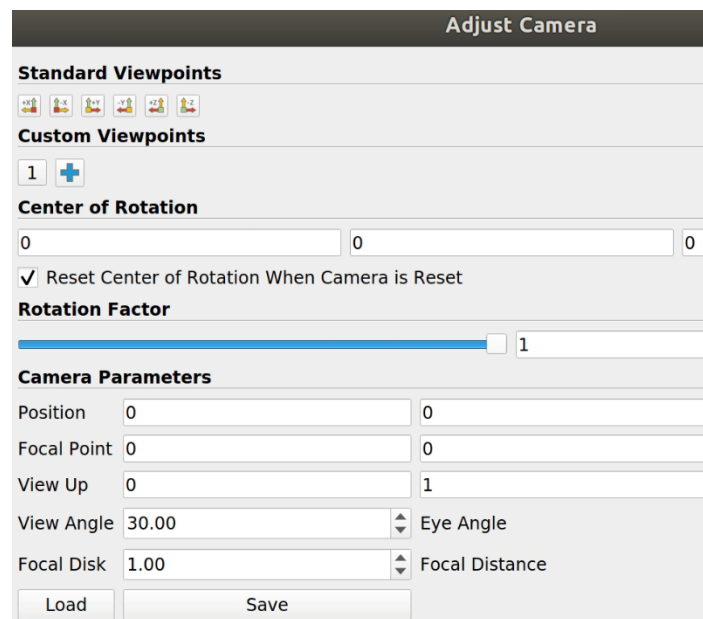 Adjust Camera
Standard Viewpoints
+X -X +Y -Y +Z -Z
Custom Viewpoints
1
Center of Rotation
0 0 0
Reset Center of Rotation When Camera is Reset
Rotation Factor
1
Camera Parameters
Position 0 0
Focal Point 0 0
View Up 0 1
View Angle 30.00 Eye Angle
Focal Disk 1.00 Focal Distance
Load Save